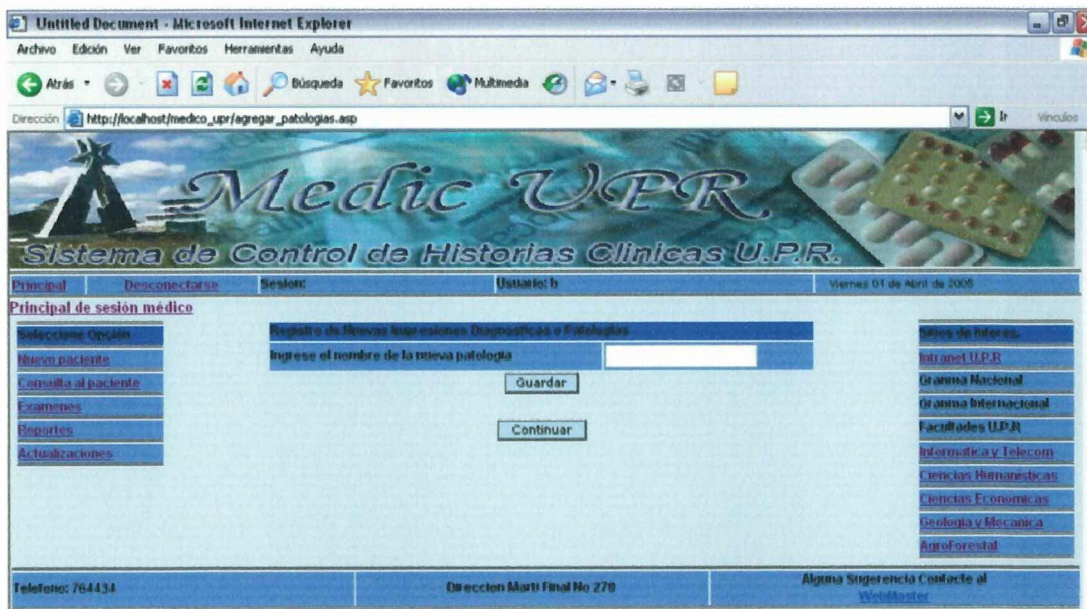 Untitled Document - Microsoft Internet Explorer
Archivo Edición Ver Favoritos Herramientas Ayuda
Atrás Búsqueda Favoritos Multimedia
Dirección http://localhost/medico_upr/agregar_patologias.asp Ir Vínculos
Medic UPR
Sistema de Control de Historias Clinicas U.P.R.
Principal Desconectarse Sesion: Usuario: h Viernes 01 de Abril de 2005
Principal de sesión médico
Seleccione Opción
Nuevo paciente
Consulta al paciente
Examenes
Reportes
Actualizaciones
Registro de Nuevas Impresiones Diagnosticas o Patologias
Ingrese el nombre de la nueva patologia
Guardar
Continuar
Sitios de Interes.
Intranet U.P.R
Granma Nacional
Granma Internacional
Facultades U.P.R
Informatica y Telecom
Ciencias Humanisticas
Ciencias Economicas
Geologia y Mecanica
AgroForestal
Telefono: 764434 Direccion Marti Final No 270 Alguna Sugerencia Contacte al
WebMaster